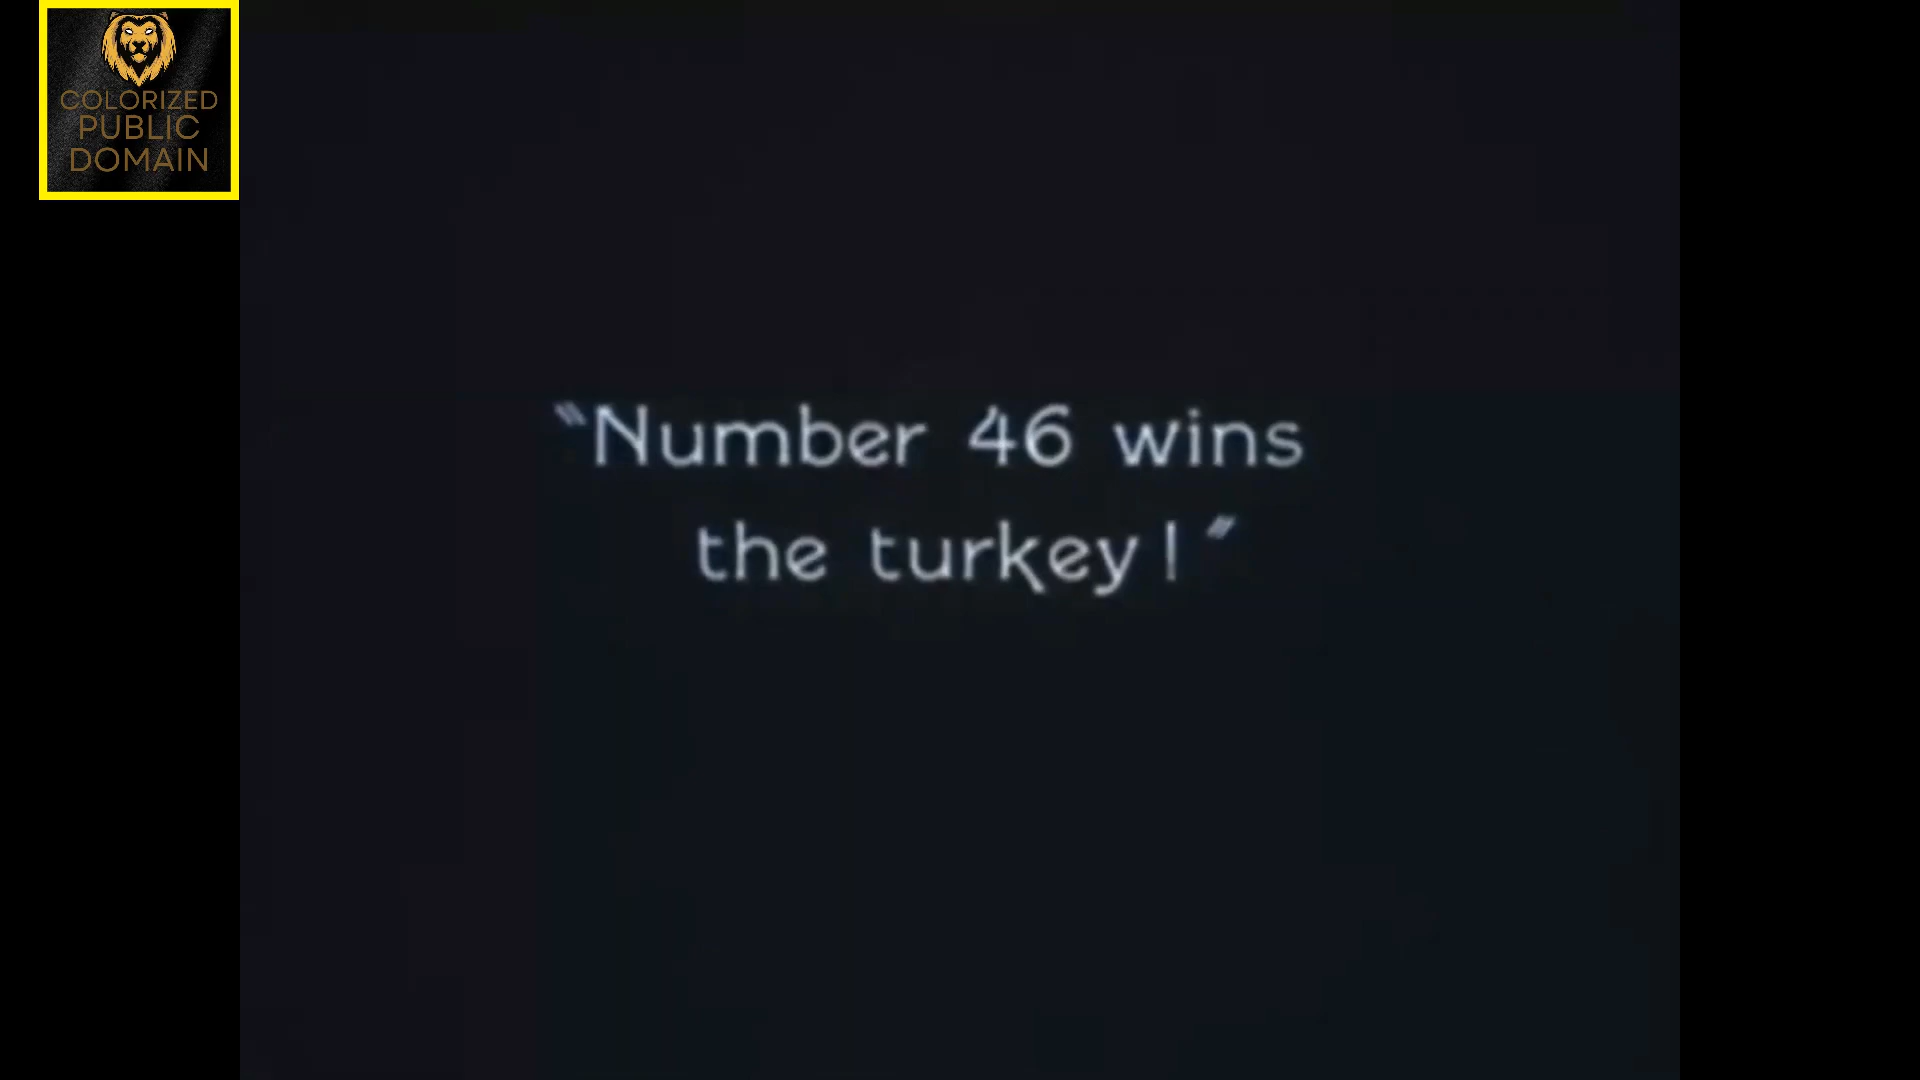 COLORIZED
PUBLIC
DOMAIN
"Number 46 wins
the turkey!"